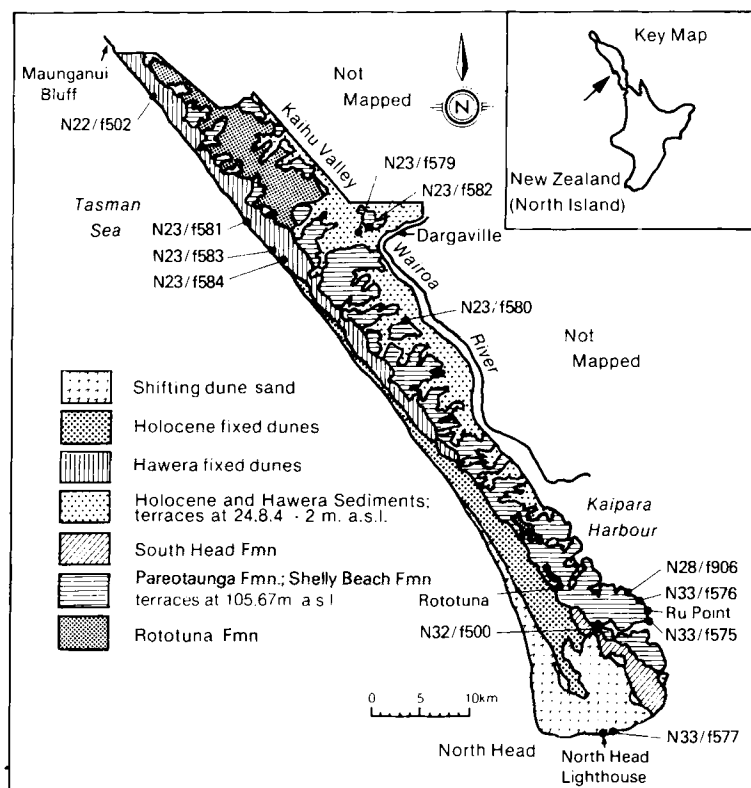 Key Map
New Zealand
(North Island)
Maunganui
Bluff
Not
Mapped
N
N22/f502
Kaihu Valley
N23/f579
N23/f582
Tasman
Sea
Dargaville
N23/f581
N23/f583
N23/f584
Wairoa
River
N23/f580
Not
Mapped
Shifting dune sand
Holocene fixed dunes
Hawera fixed dunes
Holocene and Hawera Sediments;
terraces at 24.8.4 - 2 m. a.s.l.
South Head Fmn
Pareotaunga Fmn.; Shelly Beach Fmn
terraces at 105.67m a s l
Rototuna Fmn
Kaipara
Harbour
N28/f906
Rototuna
N33/f576
Ru Point
N32/f500
N33/f575
0 5 10km
N33/f577
North Head
North Head
Lighthouse